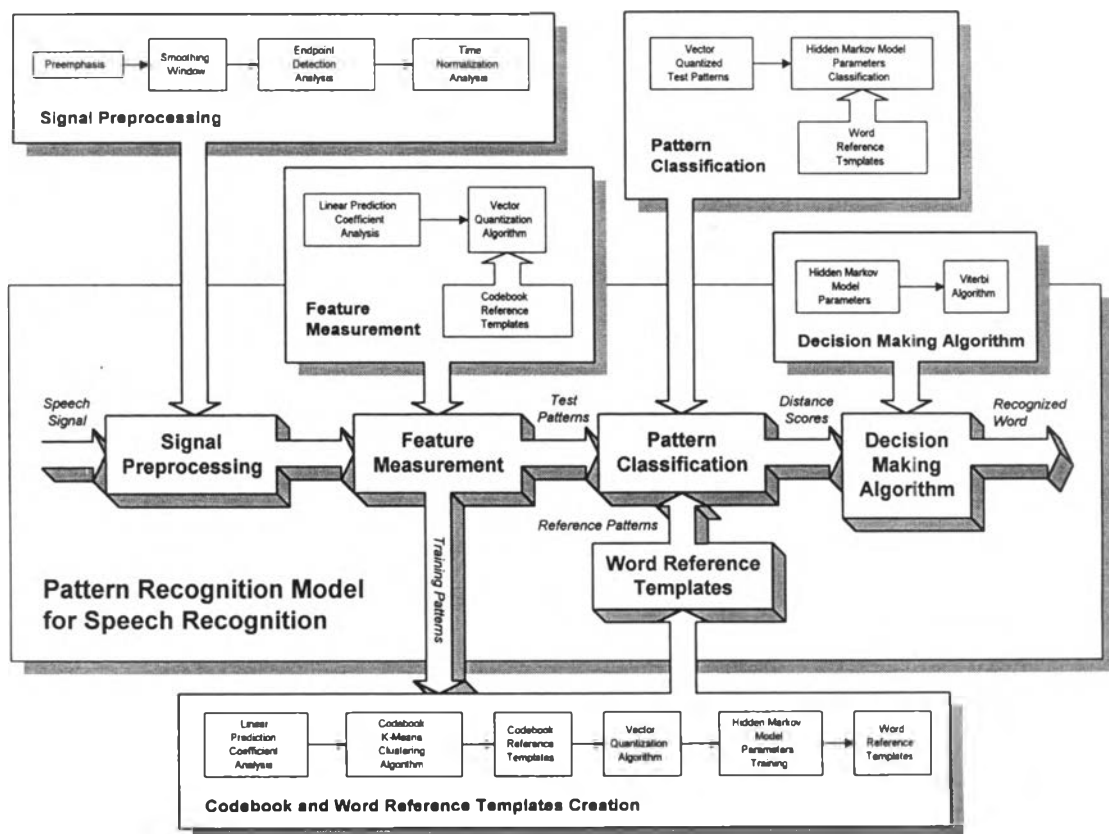 Preemphasis
Smoothing
Window
Endpoint
Detection
Analysis
Time
Normalization
Analysis
Signal Preprocessing
Vector
Quantized
Test Patterns
Hidden Markov Model
Parameters
Classification
Word
Reference
Templates
Pattern
Classification
Linear Prediction
Coefficient
Analysis
Vector
Quantization
Algorithm
Codebook
Reference
Templates
Feature
Measurement
Hidden Markov
Model
Parameters
Viterbi
Algorithm
Decision Making Algorithm
Speech
Signal
Signal
Preprocessing
Feature
Measurement
Test
Patterns
Pattern
Classification
Distance
Scores
Decision
Making
Algorithm
Recognized
Word
Training Patterns
Reference Patterns
Word Reference
Templates
Pattern Recognition Model
for Speech Recognition
Linear
Prediction
Coefficient
Analysis
Codebook
K-Means
Clustering
Algorithm
Codebook
Reference
Templates
Vector
Quantization
Algorithm
Hidden Markov
Model
Parameters
Training
Word
Reference
Templates
Codebook and Word Reference Templates Creation